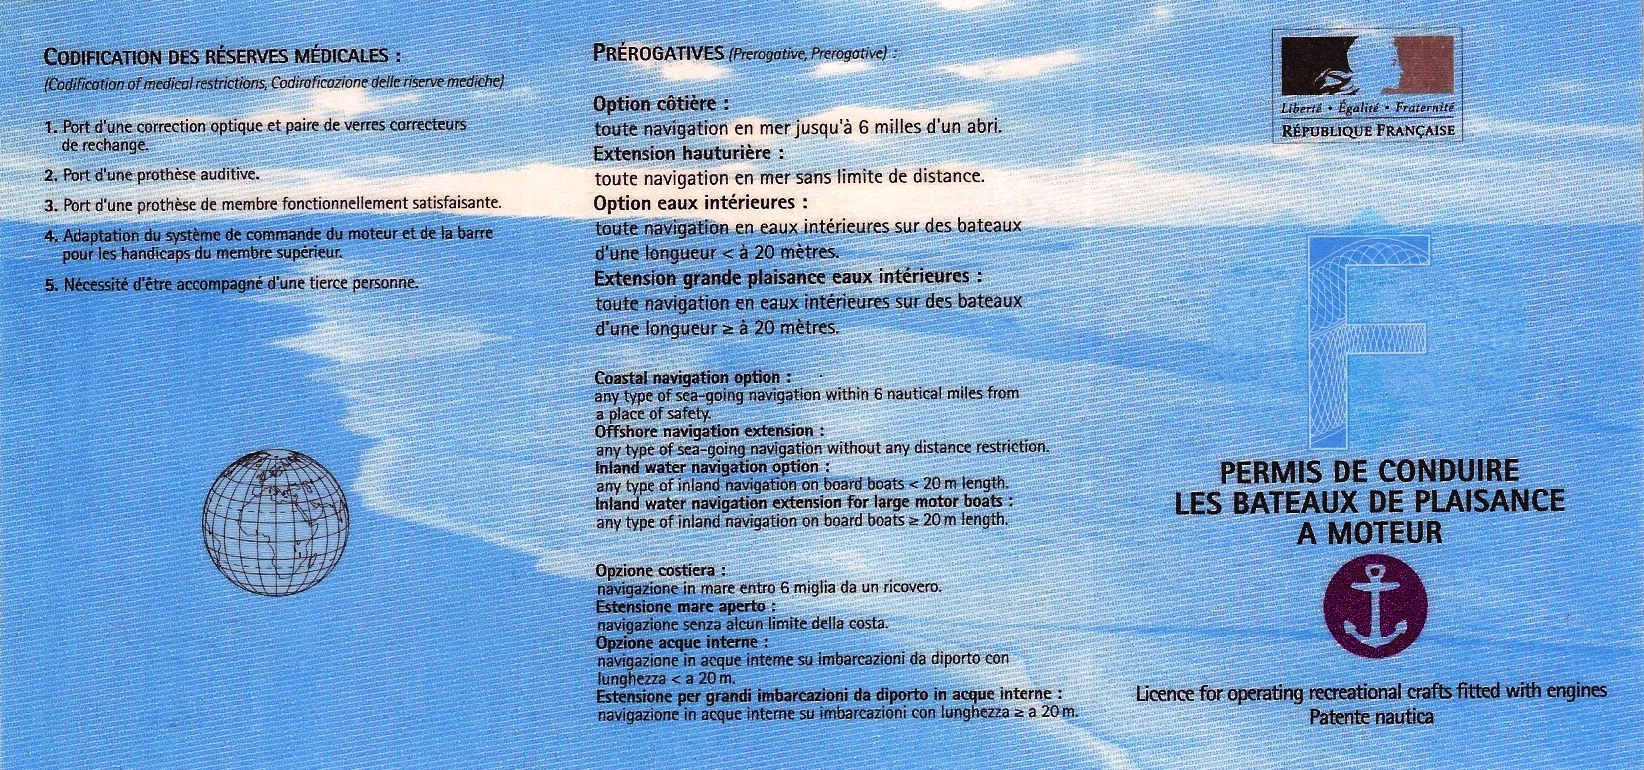 CODIFICATION DES RÉSERVES MÉDICALES :
(Codification of medical restrictions, Codiraficazione delle riserve mediche)
1. Port d'une correction optique et paire de verres correcteurs
de rechange.
2. Port d'une prothèse auditive.
3. Port d'une prothèse de membre fonctionnellement satisfaisante.
4. Adaptation du système de commande du moteur et de la barre
pour les handicaps du membre supérieur.
5. Nécessité d'être accompagné d'une tierce personne.
PRÉROGATIVES (Prerogative, Prerogative) :
Option côtière :
toute navigation en mer jusqu'à 6 milles d'un abri.
Extension hauturière :
toute navigation en mer sans limite de distance.
Option eaux intérieures :
toute navigation en eaux intérieures sur des bateaux
d'une longueur < à 20 mètres.
Extension grande plaisance eaux intérieures :
toute navigation en eaux intérieures sur des bateaux
d'une longueur ≥ à 20 mètres.
Coastal navigation option :
any type of sea-going navigation within 6 nautical miles from
a place of safety.
Offshore navigation extension :
any type of sea-going navigation without any distance restriction.
Inland water navigation option :
any type of inland navigation on board boats < 20 m length.
Inland water navigation extension for large motor boats :
any type of inland navigation on board boats ≥ 20 m length.
Opzione costiera :
navigazione in mare entro 6 miglia da un ricovero.
Estensione mare aperto :
navigazione senza alcun limite della costa.
Opzione acque interne :
navigazione in acque interne su imbarcazioni da diporto con
lunghezza < a 20 m.
Estensione per grandi imbarcazioni da diporto in acque interne :
navigazione in acque interne su imbarcazioni con lunghezza ≥ a 20 m.
Liberté • Égalité • Fraternité
RÉPUBLIQUE FRANÇAISE
F
PERMIS DE CONDUIRE
LES BATEAUX DE PLAISANCE
A MOTEUR
Licence for operating recreational crafts fitted with engines
Patente nautica